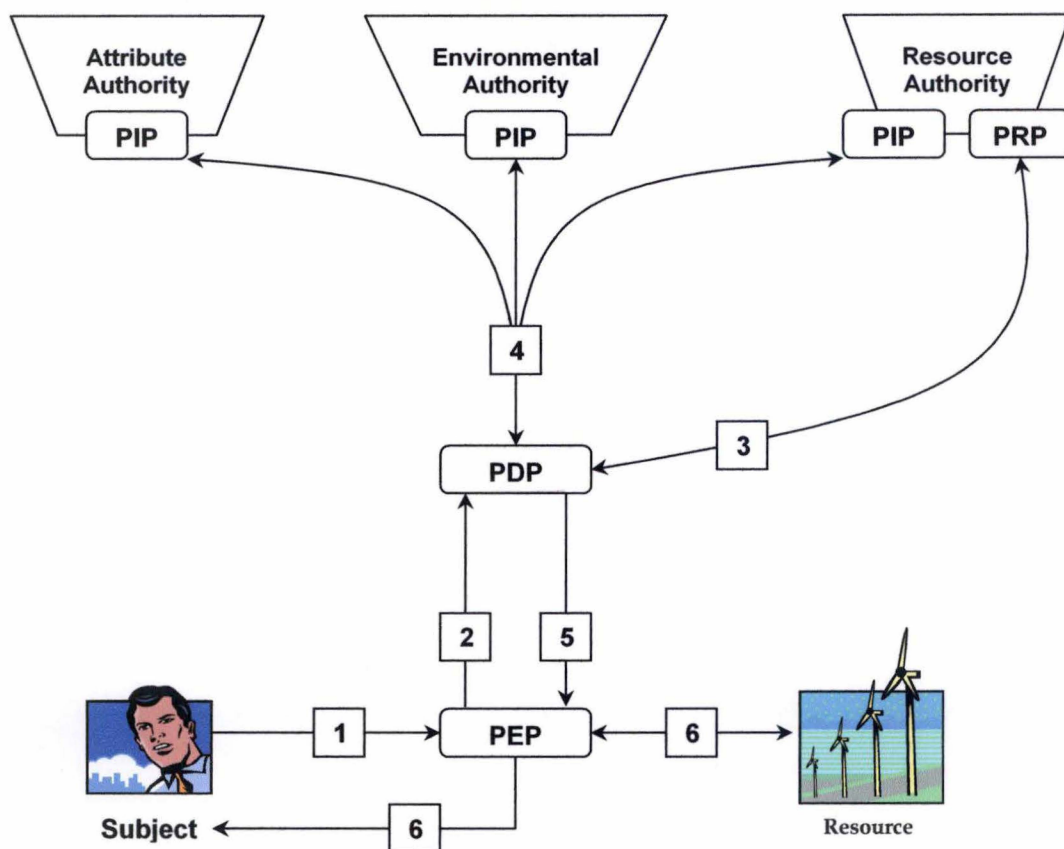 Attribute
Authority
PIP
Environmental
Authority
PIP
Resource
Authority
PIP
PRP
4
3
PDP
2
5
1
PEP
6
Subject
6
Resource